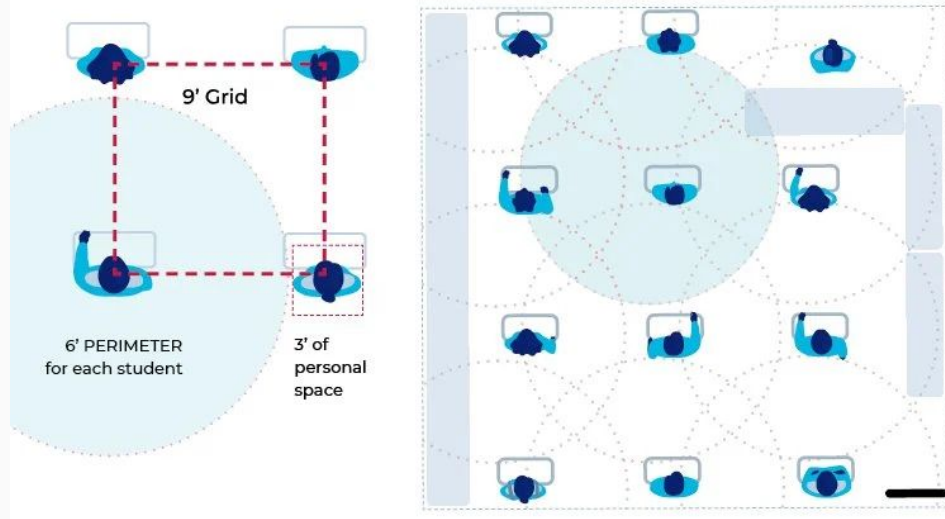 9’ Grid
6’ PERIMETER
for each student
3’ of
personal
space